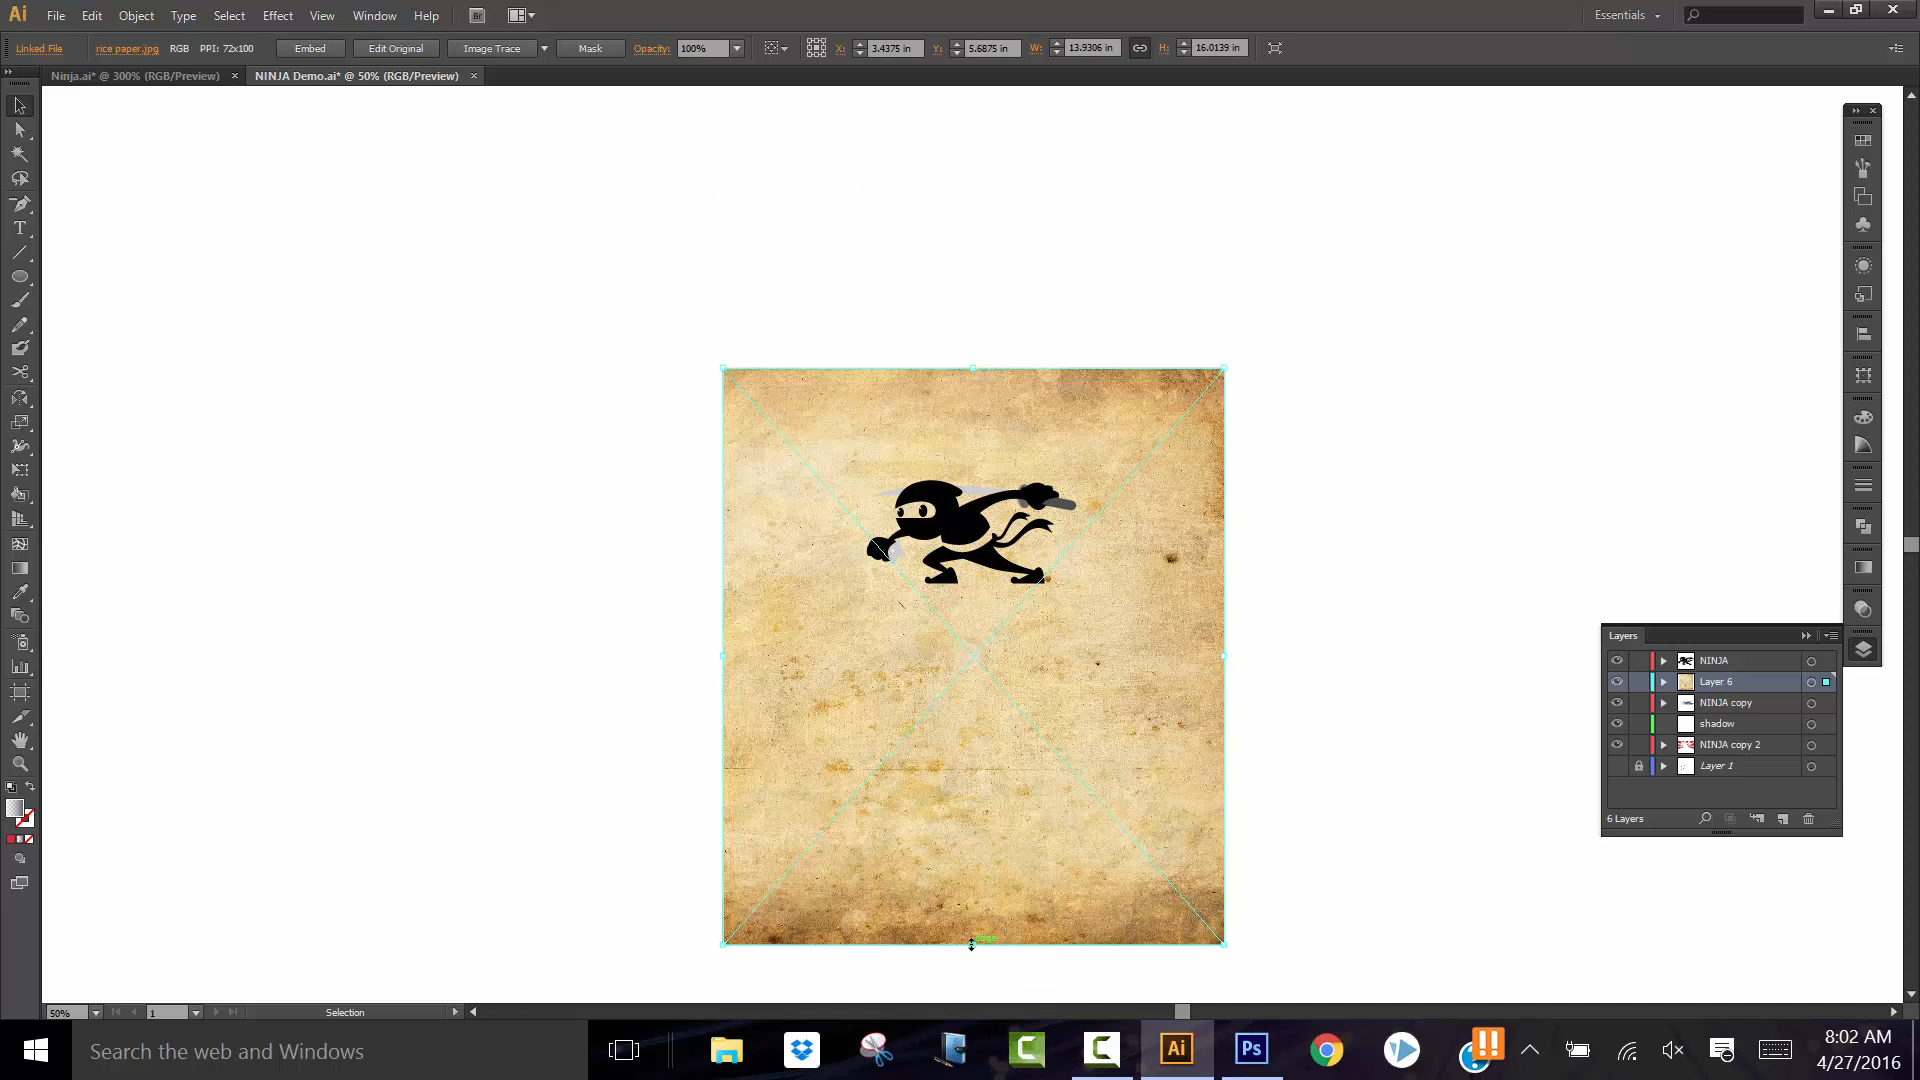 Ai File Edit Object Type Select Effect View Window Help Br Essentials
Linked File rice paper.jpg RGB PPI: 72x100 Embed Edit Original Image Trace Mask Opacity: 100% X: 3.4375 in Y: 5.6875 in W: 13.9306 in H: 16.0139 in
Ninja.ai* @ 300% (RGB/Preview) NINJA Demo.ai* @ 50% (RGB/Preview)
Layers
NINJA
Layer 6
NINJA copy
shadow
NINJA copy 2
Layer 1
6 Layers
edge
50% 1 Selection
Search the web and Windows
Ai Ps
8:02 AM
4/27/2016